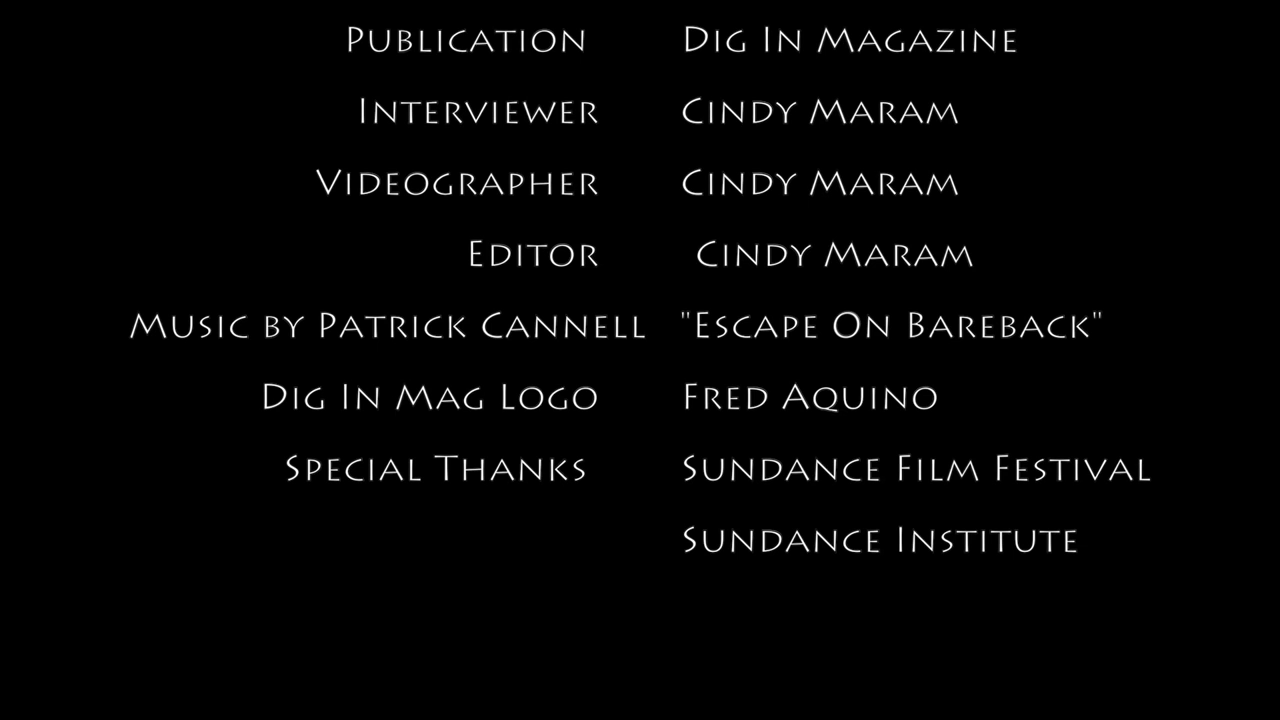 Publication Dig In Magazine
Interviewer Cindy Maram
Videographer Cindy Maram
Editor Cindy Maram
Music by Patrick Cannell "Escape On Bareback"
Dig In Mag Logo Fred Aquino
Special Thanks Sundance Film Festival
Sundance Institute